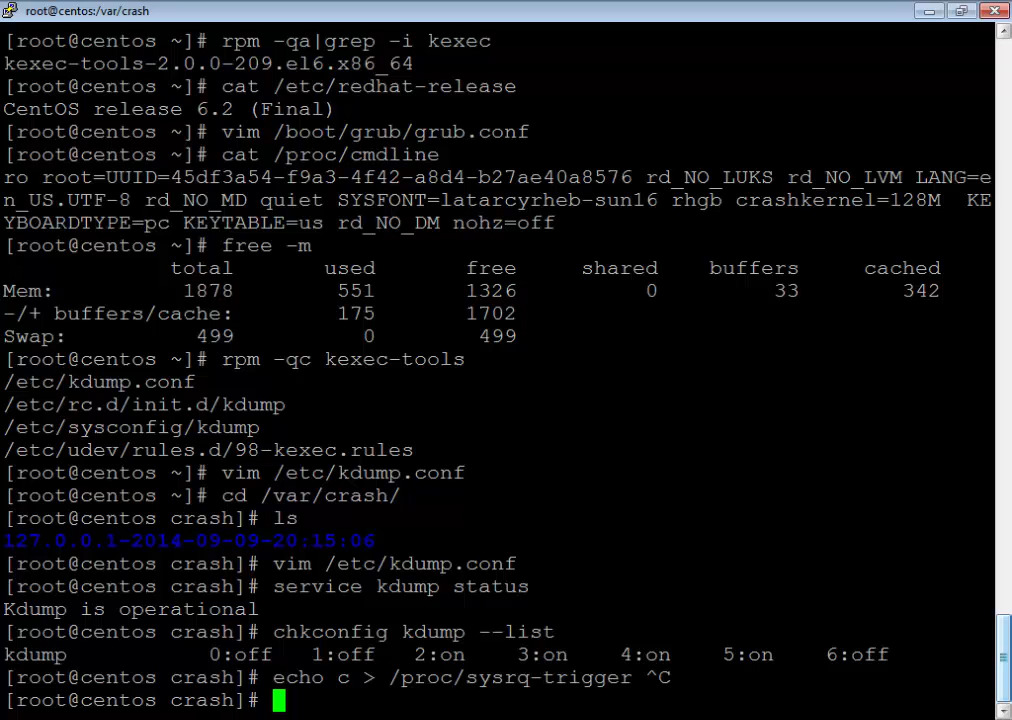 root@centos:/var/crash
[root@centos ~]# rpm -qa|grep -i kexec
kexec-tools-2.0.0-209.el6.x86_64
[root@centos ~]# cat /etc/redhat-release
CentOS release 6.2 (Final)
[root@centos ~]# vim /boot/grub/grub.conf
[root@centos ~]# cat /proc/cmdline
ro root=UUID=45df3a54-f9a3-4f42-a8d4-b27ae40a8576 rd_NO_LUKS rd_NO_LVM LANG=e
n_US.UTF-8 rd_NO_MD quiet SYSFONT=latarcyrheb-sun16 rhgb crashkernel=128M  KE
YBOARDTYPE=pc KEYTABLE=us rd_NO_DM nohz=off
[root@centos ~]# free -m
             total       used       free     shared    buffers     cached
Mem:          1878        551       1326          0         33        342
-/+ buffers/cache:        175       1702
Swap:          499          0        499
[root@centos ~]# rpm -qc kexec-tools
/etc/kdump.conf
/etc/rc.d/init.d/kdump
/etc/sysconfig/kdump
/etc/udev/rules.d/98-kexec.rules
[root@centos ~]# vim /etc/kdump.conf
[root@centos ~]# cd /var/crash/
[root@centos crash]# ls
127.0.0.1-2014-09-09-20:15:06
[root@centos crash]# vim /etc/kdump.conf
[root@centos crash]# service kdump status
Kdump is operational
[root@centos crash]# chkconfig kdump --list
kdump           0:off   1:off   2:on    3:on    4:on    5:on    6:off
[root@centos crash]# echo c > /proc/sysrq-trigger ^C
[root@centos crash]#